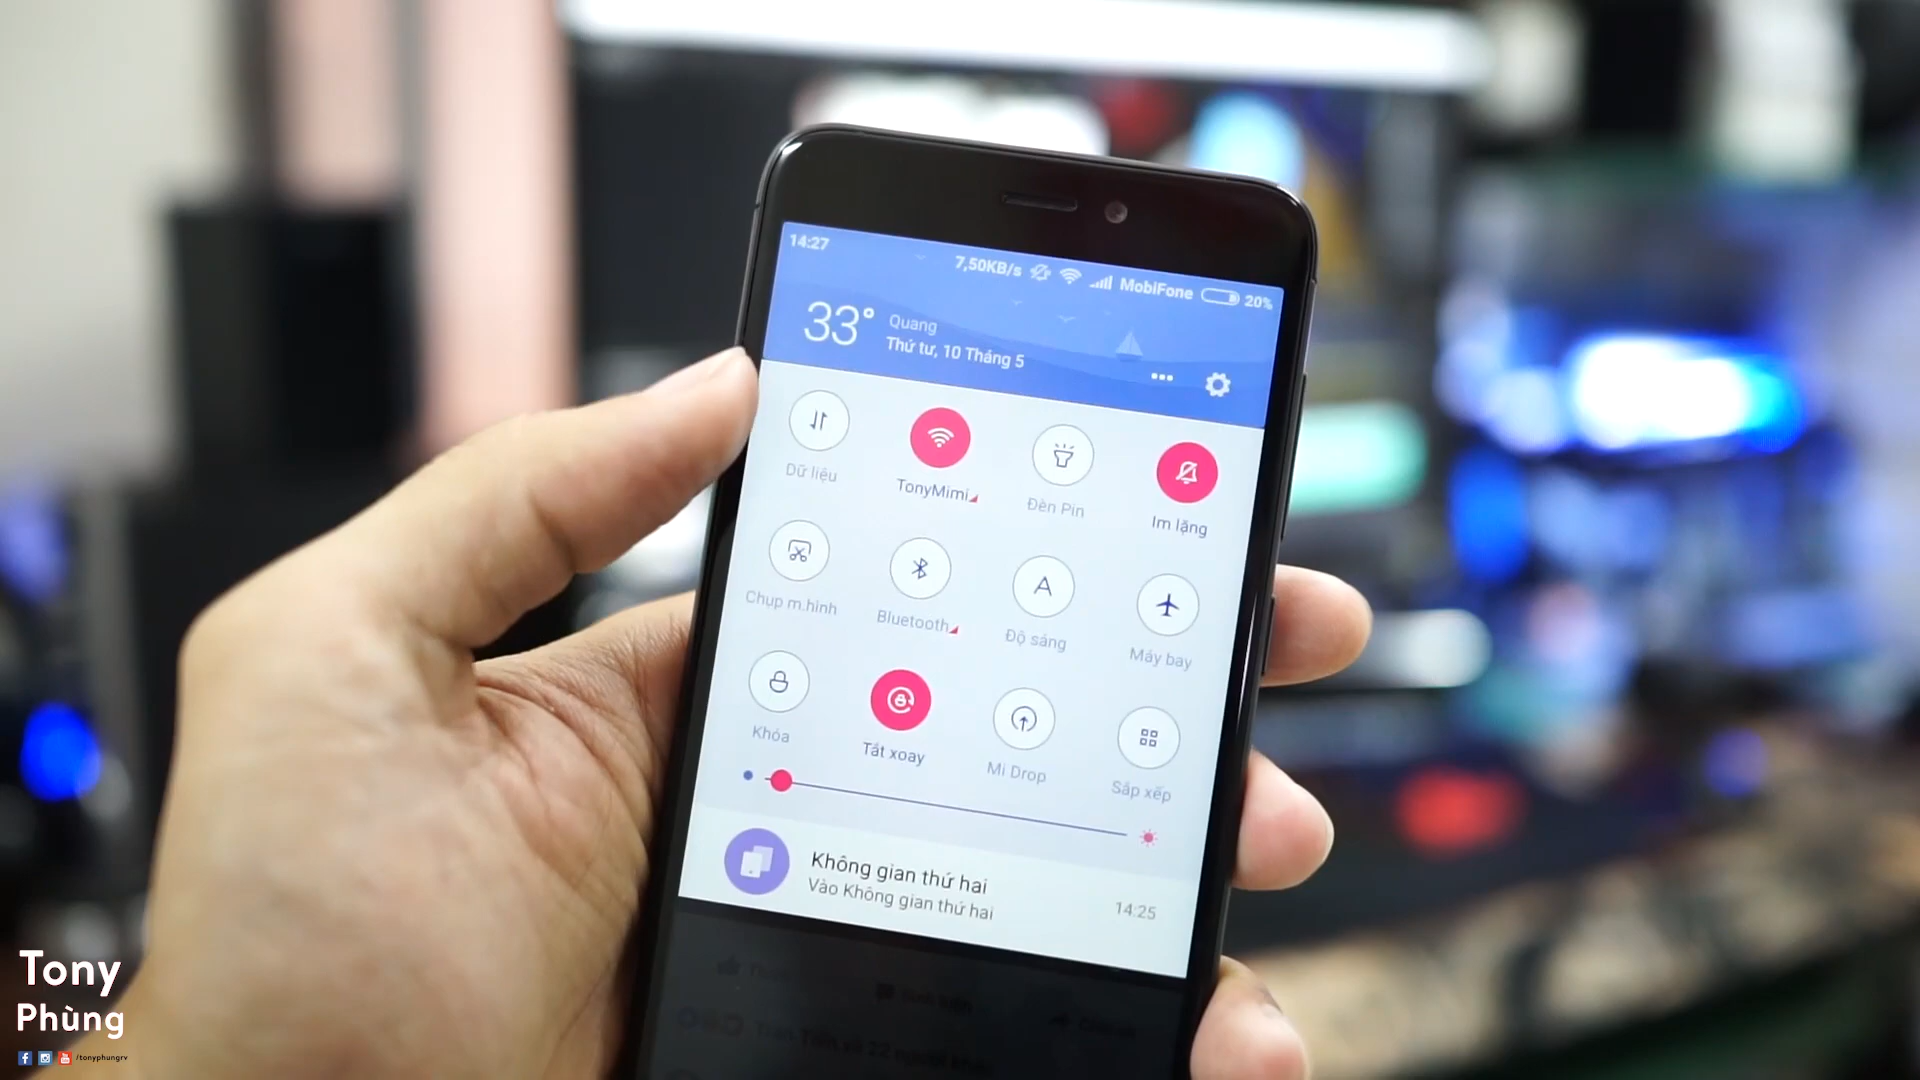 14:27
7,50KB/s MobiFone 20%
33° Quang
Thứ tư, 10 Tháng 5
Dữ liệu TonyMimi Đèn Pin Im lặng
Chụp m.hình Bluetooth Độ sáng Máy bay
Khóa Tắt xoay Mi Drop Sắp xếp
Không gian thứ hai
Vào Không gian thứ hai
14:25
Tony
Phùng
/tonyphungrv